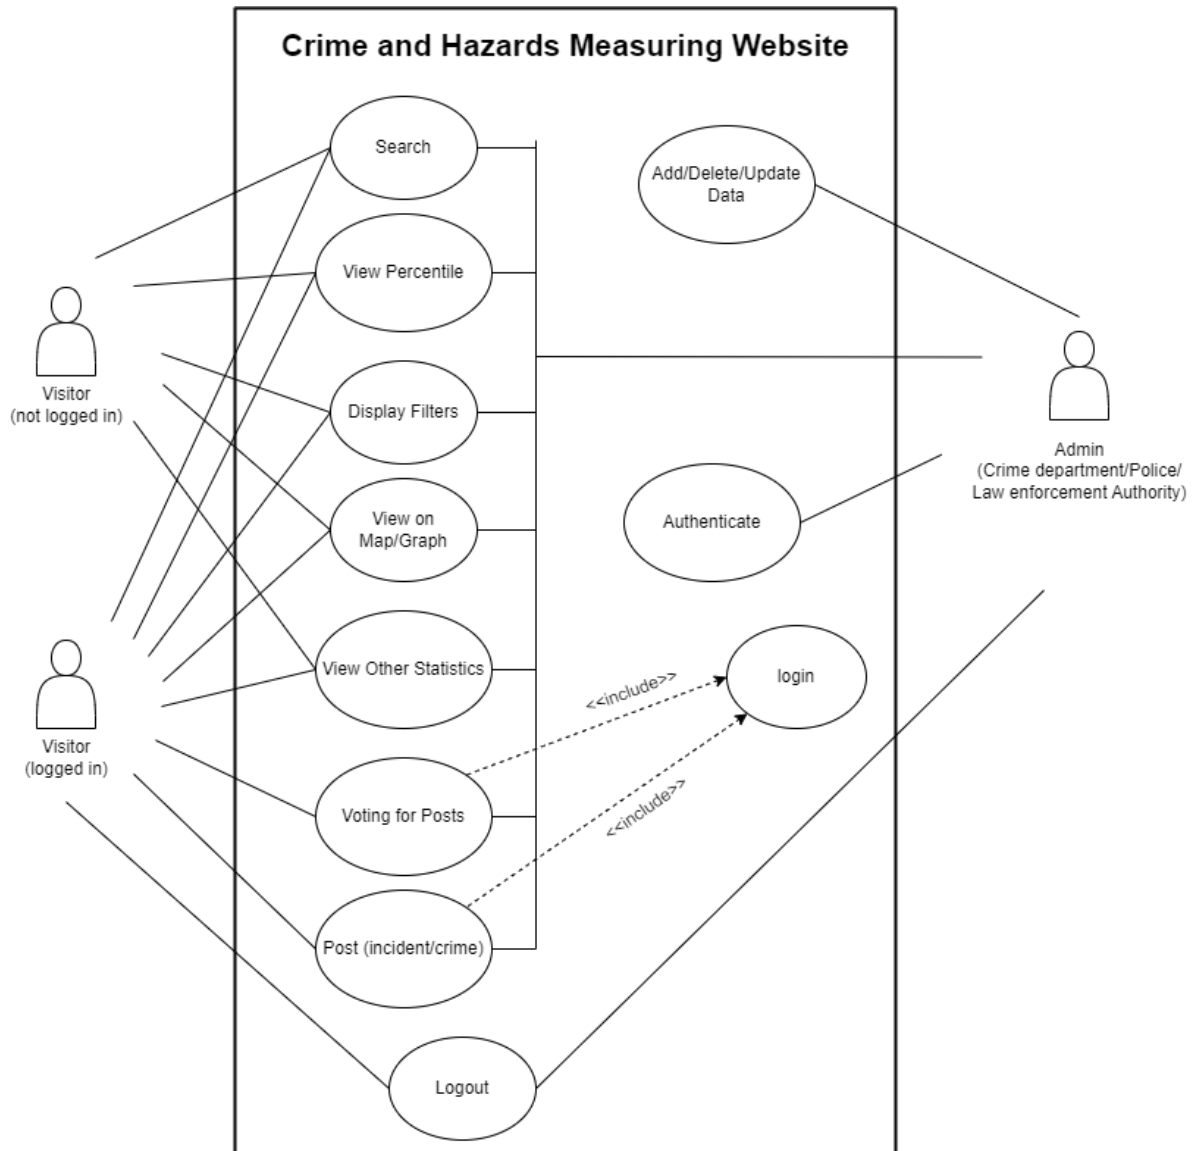 Crime and Hazards Measuring Website
Search
Add/Delete/Update
Data
View Percentile
Visitor
(not logged in)
Display Filters
Admin
(Crime department/Police/
Law enforcement Authority)
View on
Map/Graph
Authenticate
View Other Statistics
<<include>>
login
Visitor
(logged in)
Voting for Posts
<<include>>
Post (incident/crime)
Logout